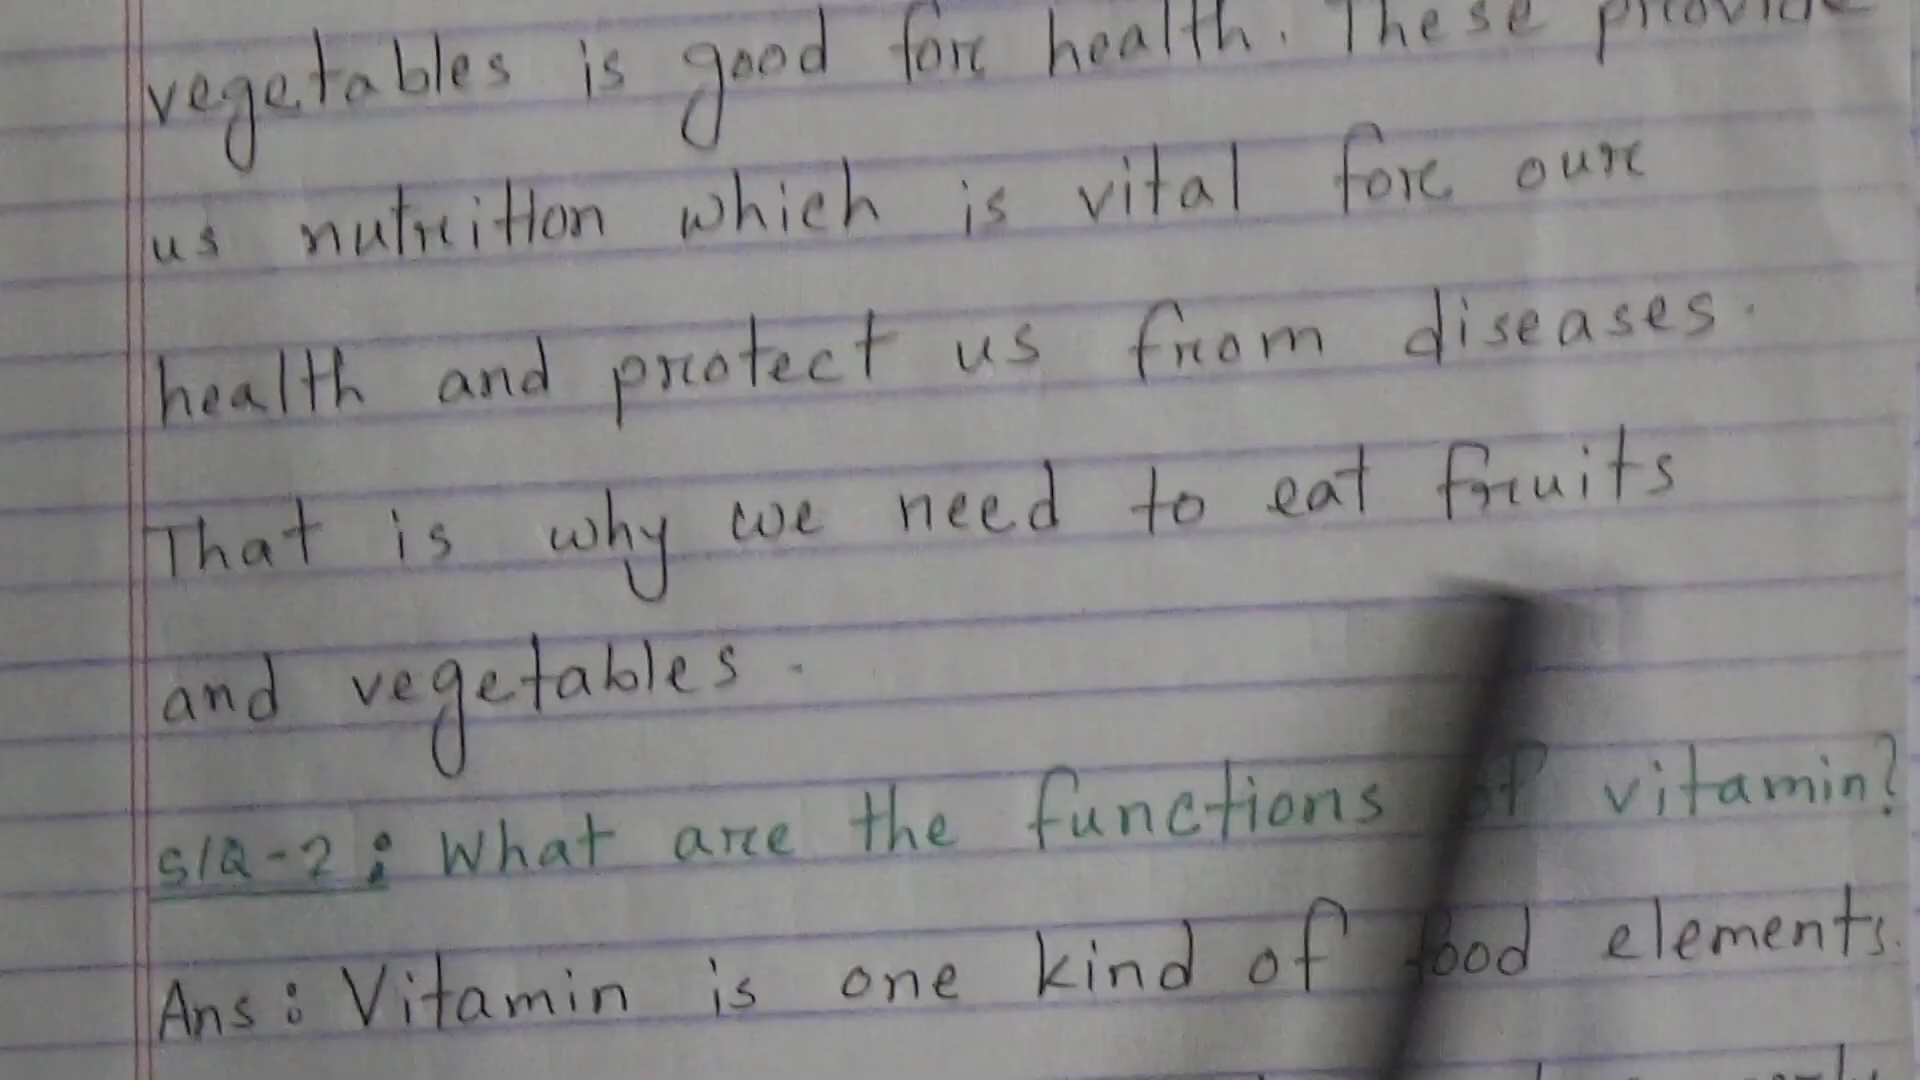 vegetables is good for health. These provide
us nutrition which is vital for our
health and protect us from diseases.
That is why we need to eat fruits
and vegetables.
S/Q-2: What are the functions of vitamin?
Ans: Vitamin is one kind of food elements.